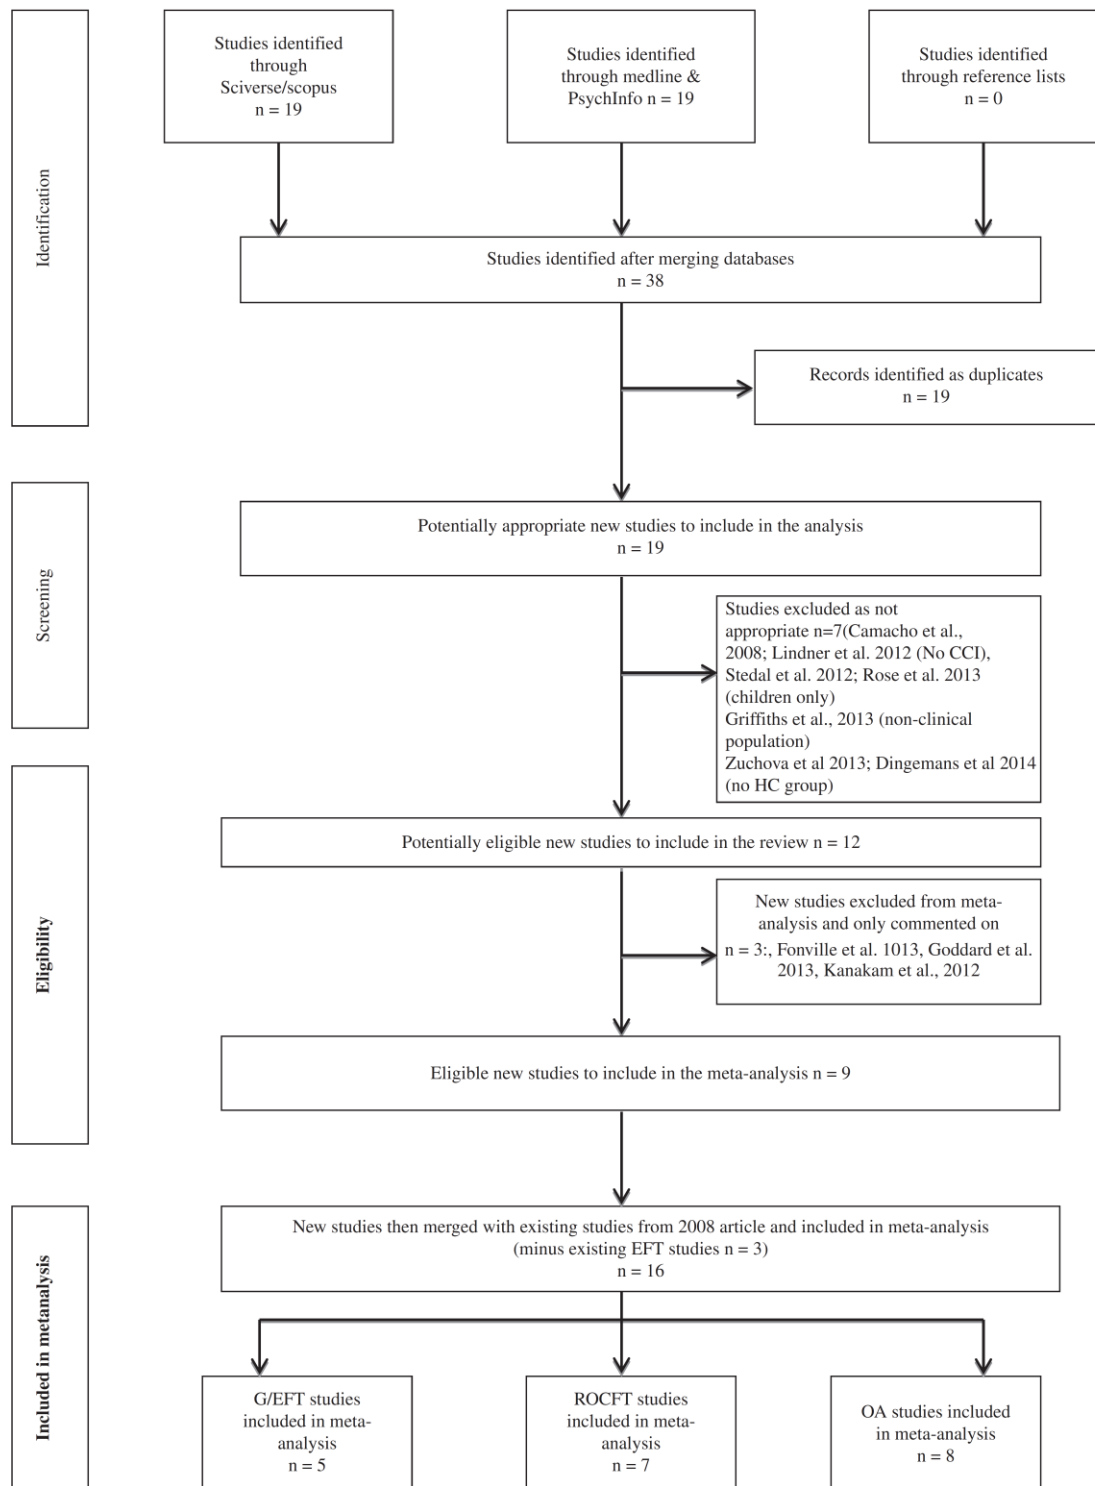 Identification
Studies identified
through
Sciverse/scopus
n = 19
Studies identified
through medline &
PsychInfo n = 19
Studies identified
through reference lists
n = 0
Studies identified after merging databases
n = 38
Records identified as duplicates
n = 19
Screening
Potentially appropriate new studies to include in the analysis
n = 19
Studies excluded as not
appropriate n=7(Camacho et al.,
2008; Lindner et al. 2012 (No CCI),
Stedal et al. 2012; Rose et al. 2013
(children only)
Griffiths et al., 2013 (non-clinical
population)
Zuchova et al 2013; Dingemans et al 2014
(no HC group)
Eligibility
Potentially eligible new studies to include in the review n = 12
New studies excluded from meta-
analysis and only commented on
n = 3:, Fonville et al. 1013, Goddard et al.
2013, Kanakam et al., 2012
Eligible new studies to include in the meta-analysis n = 9
Included in metanalysis
New studies then merged with existing studies from 2008 article and included in meta-analysis
(minus existing EFT studies n = 3)
n = 16
G/EFT studies
included in meta-
analysis
n = 5
ROCFT studies
included in meta-
analysis
n = 7
OA studies included
in meta-analysis
n = 8